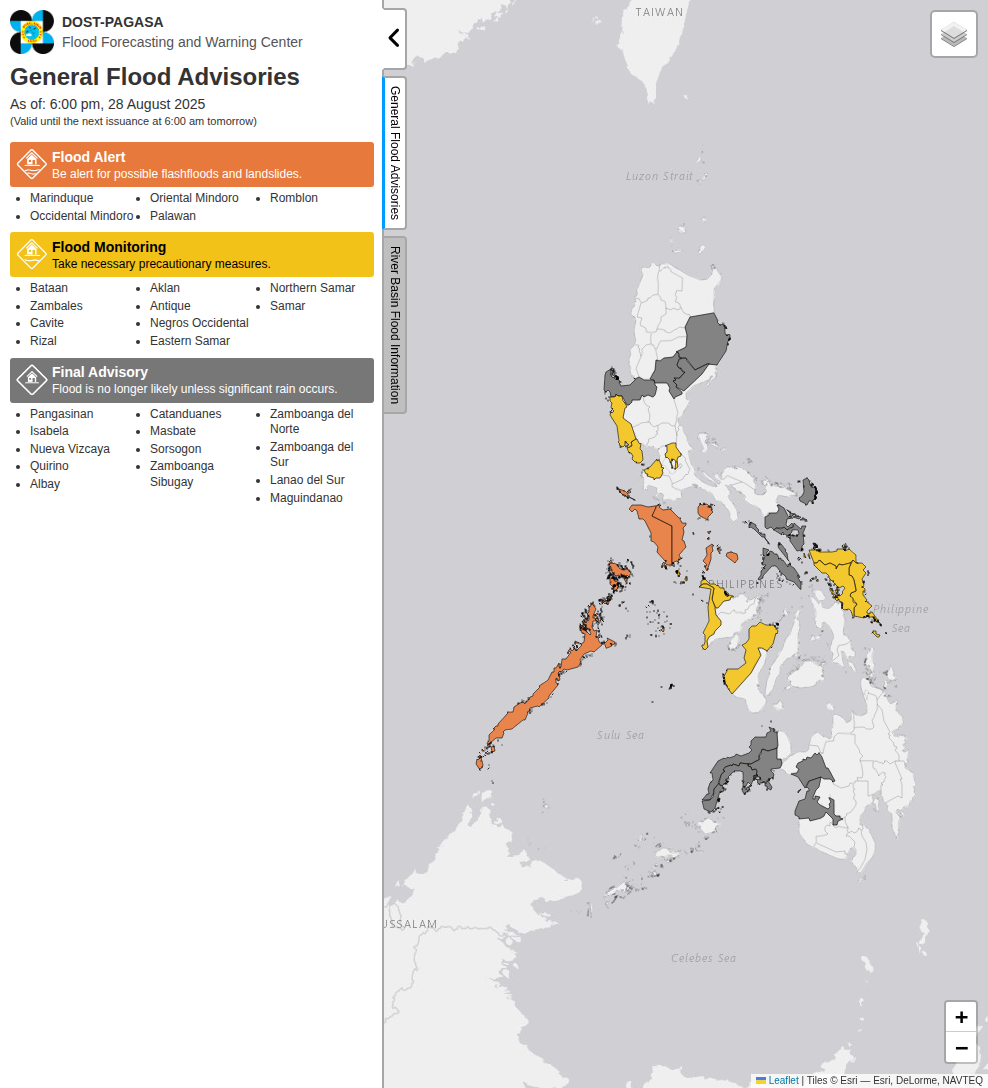 DOST-PAGASA
Flood Forecasting and Warning Center
General Flood Advisories
As of: 6:00 pm, 28 August 2025
(Valid until the next issuance at 6:00 am tomorrow)
Flood Alert
Be alert for possible flashfloods and landslides.
Marinduque
Occidental Mindoro
Oriental Mindoro
Palawan
Romblon
Flood Monitoring
Take necessary precautionary measures.
Bataan
Zambales
Cavite
Rizal
Aklan
Antique
Negros Occidental
Eastern Samar
Northern Samar
Samar
Final Advisory
Flood is no longer likely unless significant rain occurs.
Pangasinan
Isabela
Nueva Vizcaya
Quirino
Albay
Catanduanes
Masbate
Sorsogon
Zamboanga
Sibugay
Zamboanga del
Norte
Zamboanga del
Sur
Lanao del Sur
Maguindanao
General Flood Advisories
River Basin Flood Information
TAIWAN
Luzon Strait
PHILIPPINES
Philippine
Sea
Sulu Sea
USSALAM
Celebes Sea
+
−
Leaflet | Tiles © Esri — Esri, DeLorme, NAVTEQ